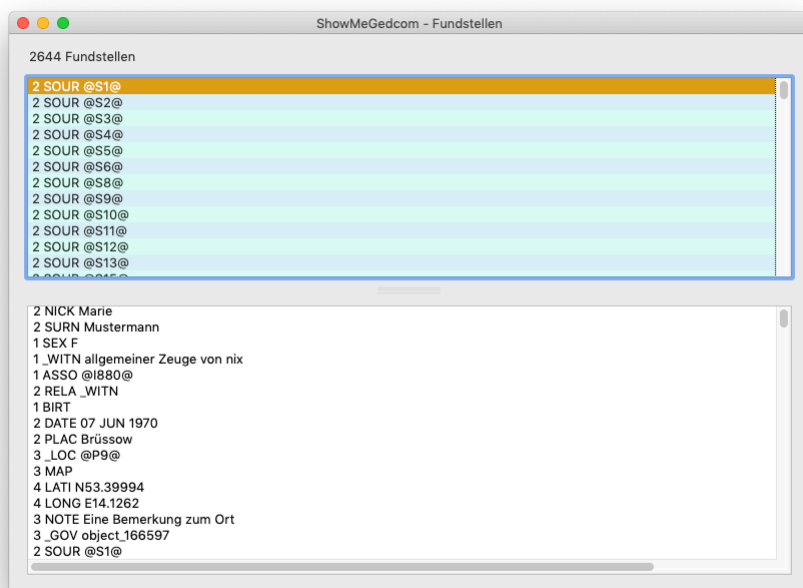 ShowMeGedcom - Fundstellen
2644 Fundstellen
2 SOUR @S1@
2 SOUR @S2@
2 SOUR @S3@
2 SOUR @S4@
2 SOUR @S5@
2 SOUR @S6@
2 SOUR @S8@
2 SOUR @S9@
2 SOUR @S10@
2 SOUR @S11@
2 SOUR @S12@
2 SOUR @S13@
2 SOUR @S15@
2 NICK Marie
2 SURN Mustermann
1 SEX F
1 _WITN allgemeiner Zeuge von nix
1 ASSO @I880@
2 RELA _WITN
1 BIRT
2 DATE 07 JUN 1970
2 PLAC Brüssow
3 _LOC @P9@
3 MAP
4 LATI N53.39994
4 LONG E14.1262
3 NOTE Eine Bemerkung zum Ort
3 _GOV object_166597
2 SOUR @S1@